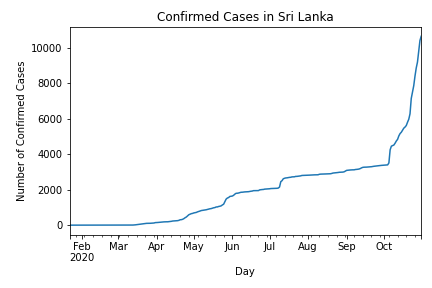 Confirmed Cases in Sri Lanka
Number of Confirmed Cases
10000
8000
6000
4000
2000
0
Feb Mar Apr May Jun Jul Aug Sep Oct
2020
Day